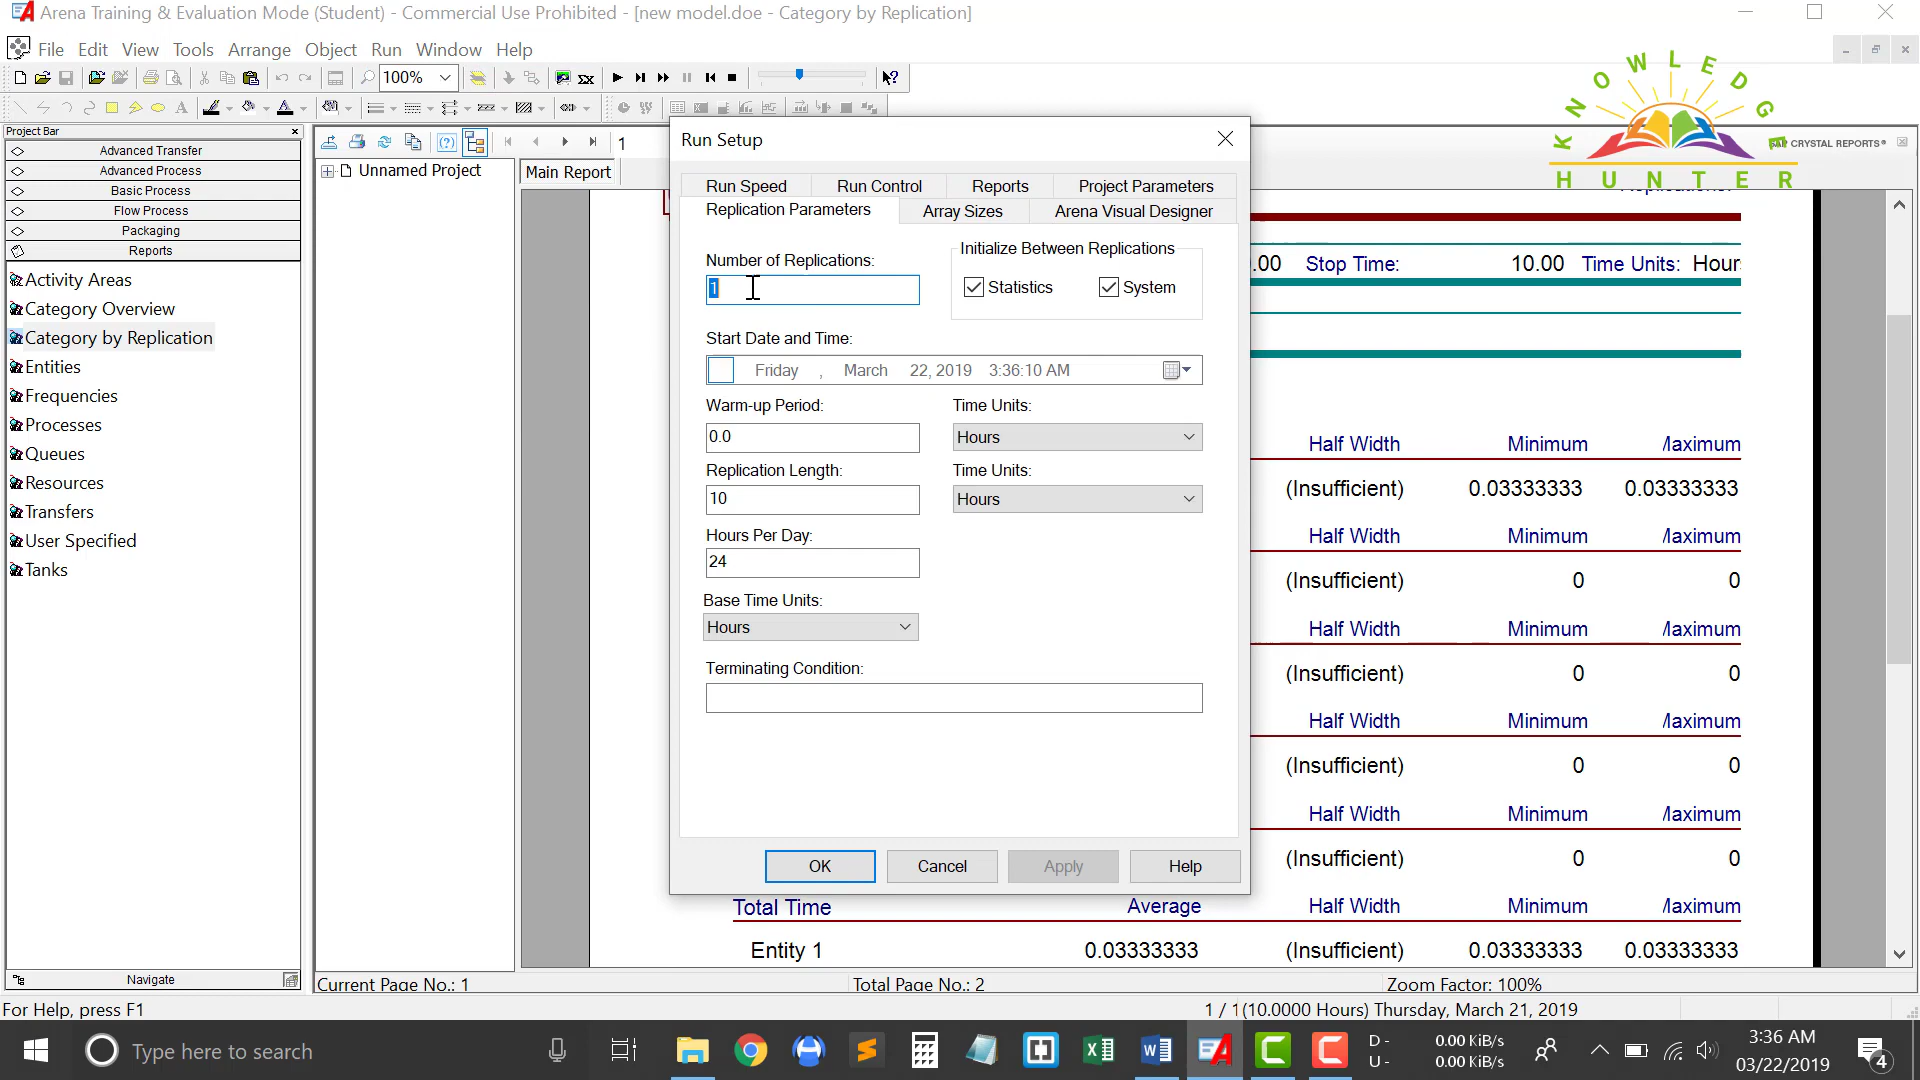 Arena Training & Evaluation Mode (Student) - Commercial Use Prohibited - [new model.doe - Category by Replication]
File Edit View Tools Arrange Object Run Window Help
100%
Project Bar
Advanced Transfer
Advanced Process
Basic Process
Flow Process
Packaging
Reports
Activity Areas
Category Overview
Category by Replication
Entities
Frequencies
Processes
Queues
Resources
Transfers
User Specified
Tanks
Navigate
1
Unnamed Project
Main Report
Run Setup
Run Speed Run Control Reports Project Parameters
Replication Parameters Array Sizes Arena Visual Designer
Number of Replications:
1
Initialize Between Replications
Statistics System
Start Date and Time:
Friday , March 22, 2019 3:36:10 AM
Warm-up Period: Time Units:
0.0 Hours
Replication Length: Time Units:
10 Hours
Hours Per Day:
24
Base Time Units:
Hours
Terminating Condition:
OK Cancel Apply Help
KNOWLEDGE
HUNTER
CRYSTAL REPORTS®
.00 Stop Time: 10.00 Time Units: Hour
Half Width Minimum Maximum
(Insufficient) 0.03333333 0.03333333
Half Width Minimum Maximum
(Insufficient) 0 0
Half Width Minimum Maximum
(Insufficient) 0 0
Half Width Minimum Maximum
(Insufficient) 0 0
Half Width Minimum Maximum
(Insufficient) 0 0
Total Time Average Half Width Minimum Maximum
Entity 1 0.03333333 (Insufficient) 0.03333333 0.03333333
Current Page No.: 1 Total Page No.: 2 Zoom Factor: 100%
For Help, press F1 1 / 1 (10.0000 Hours) Thursday, March 21, 2019
Type here to search
D - 0.00 KiB/s
U - 0.00 KiB/s
3:36 AM
03/22/2019
4